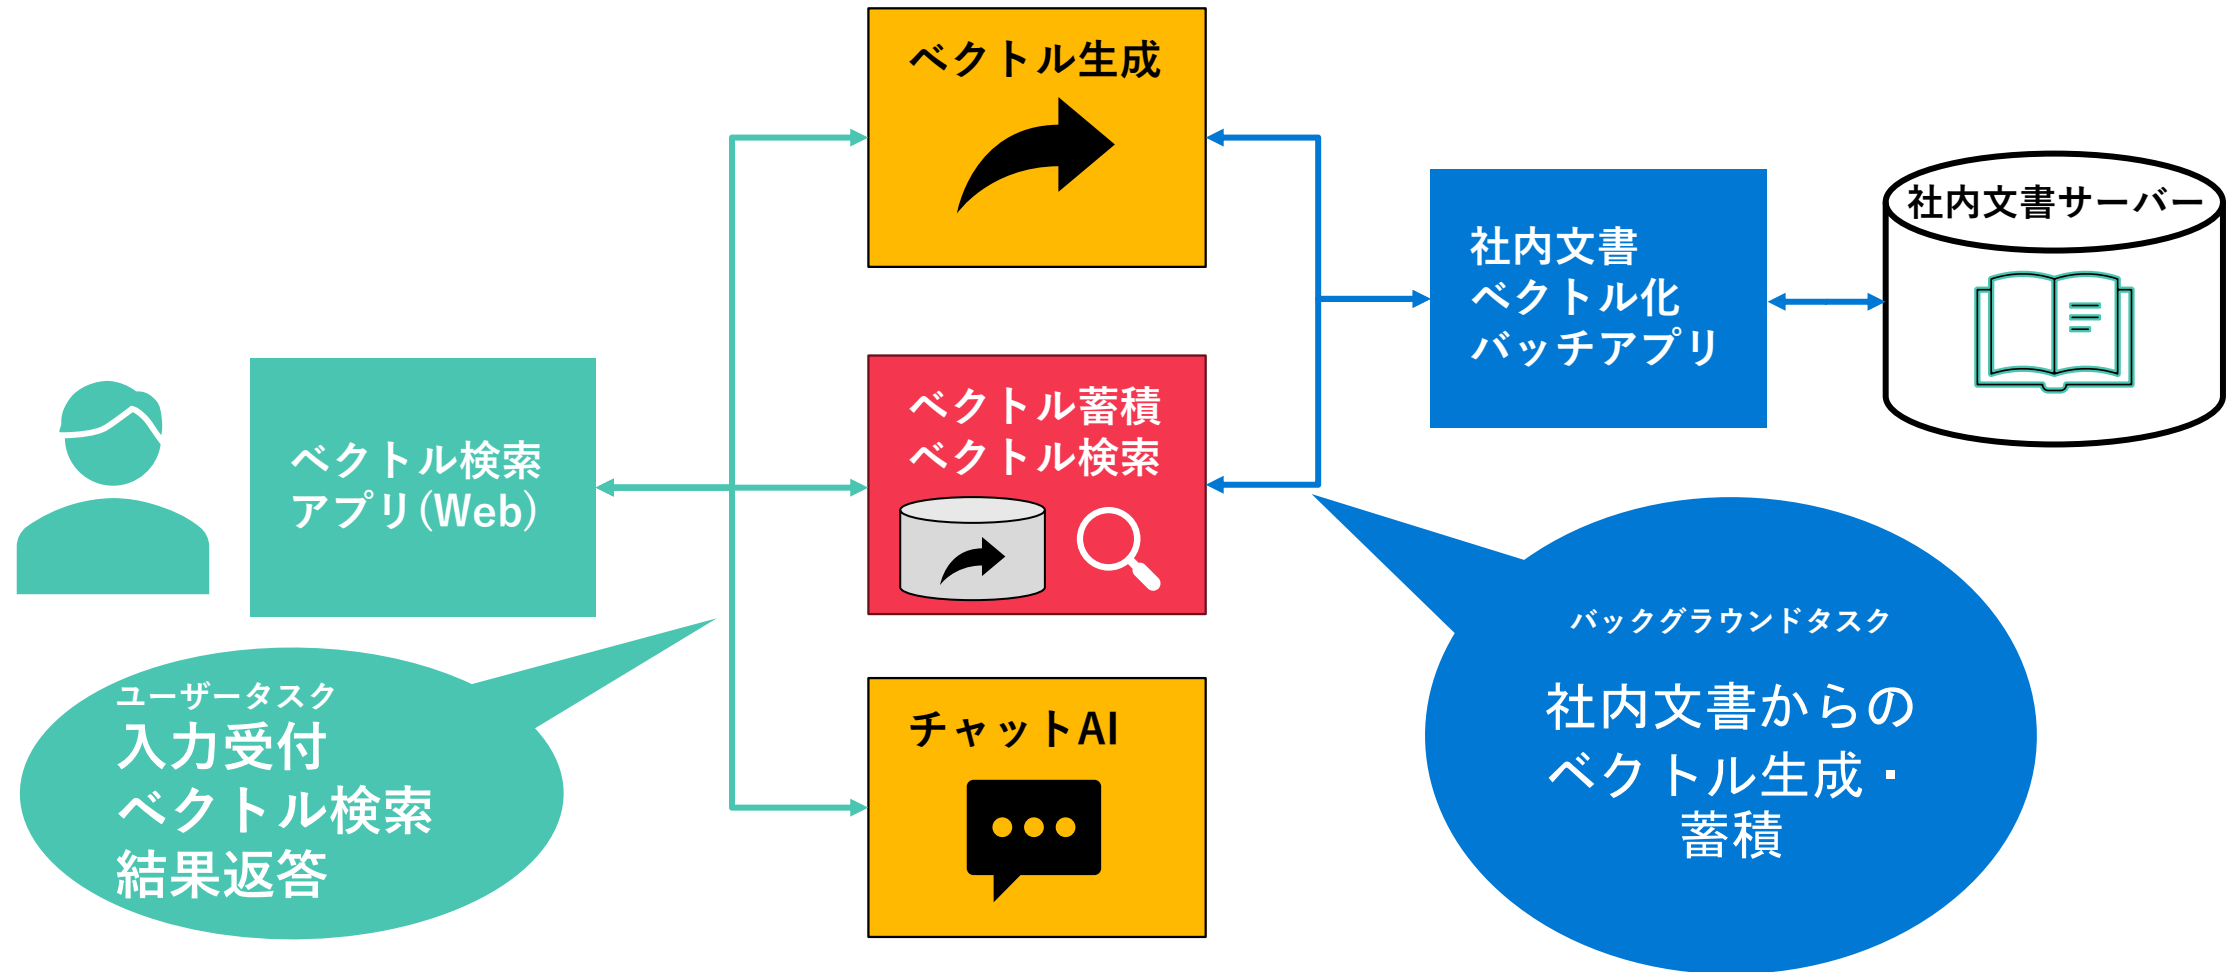 ベクトル生成
社内文書サーバー
社内文書
ベクトル化
バッチアプリ
ベクトル蓄積
ベクトル検索
ベクトル検索
アプリ(Web)
バックグラウンドタスク
社内文書からの
ベクトル生成・
蓄積
ユーザータスク
入力受付
ベクトル検索
結果返答
チャットAI